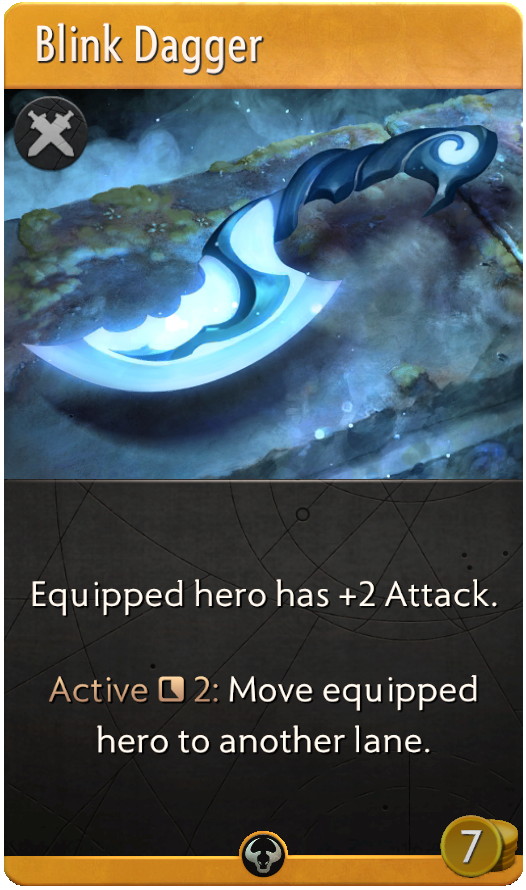 Blink Dagger
Equipped hero has +2 Attack.
Active 2: Move equipped
hero to another lane.
7